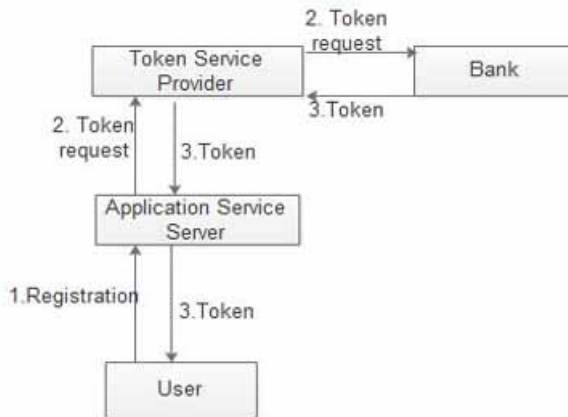 2. Token
request
Token Service
Provider
Bank
3.Token
2. Token
request
3.Token
Application Service
Server
1.Registration
3.Token
User